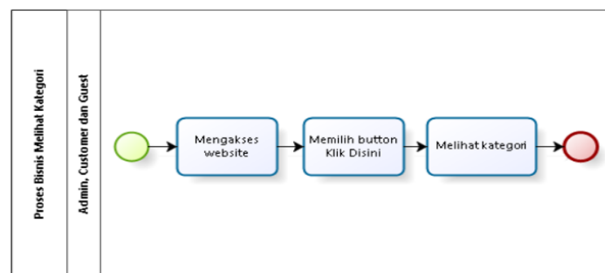 Proses Bisnis Melihat Kategori
Admin, Customer dan Guest
Mengakses
website
Memilih button
Klik Disini
Melihat kategori